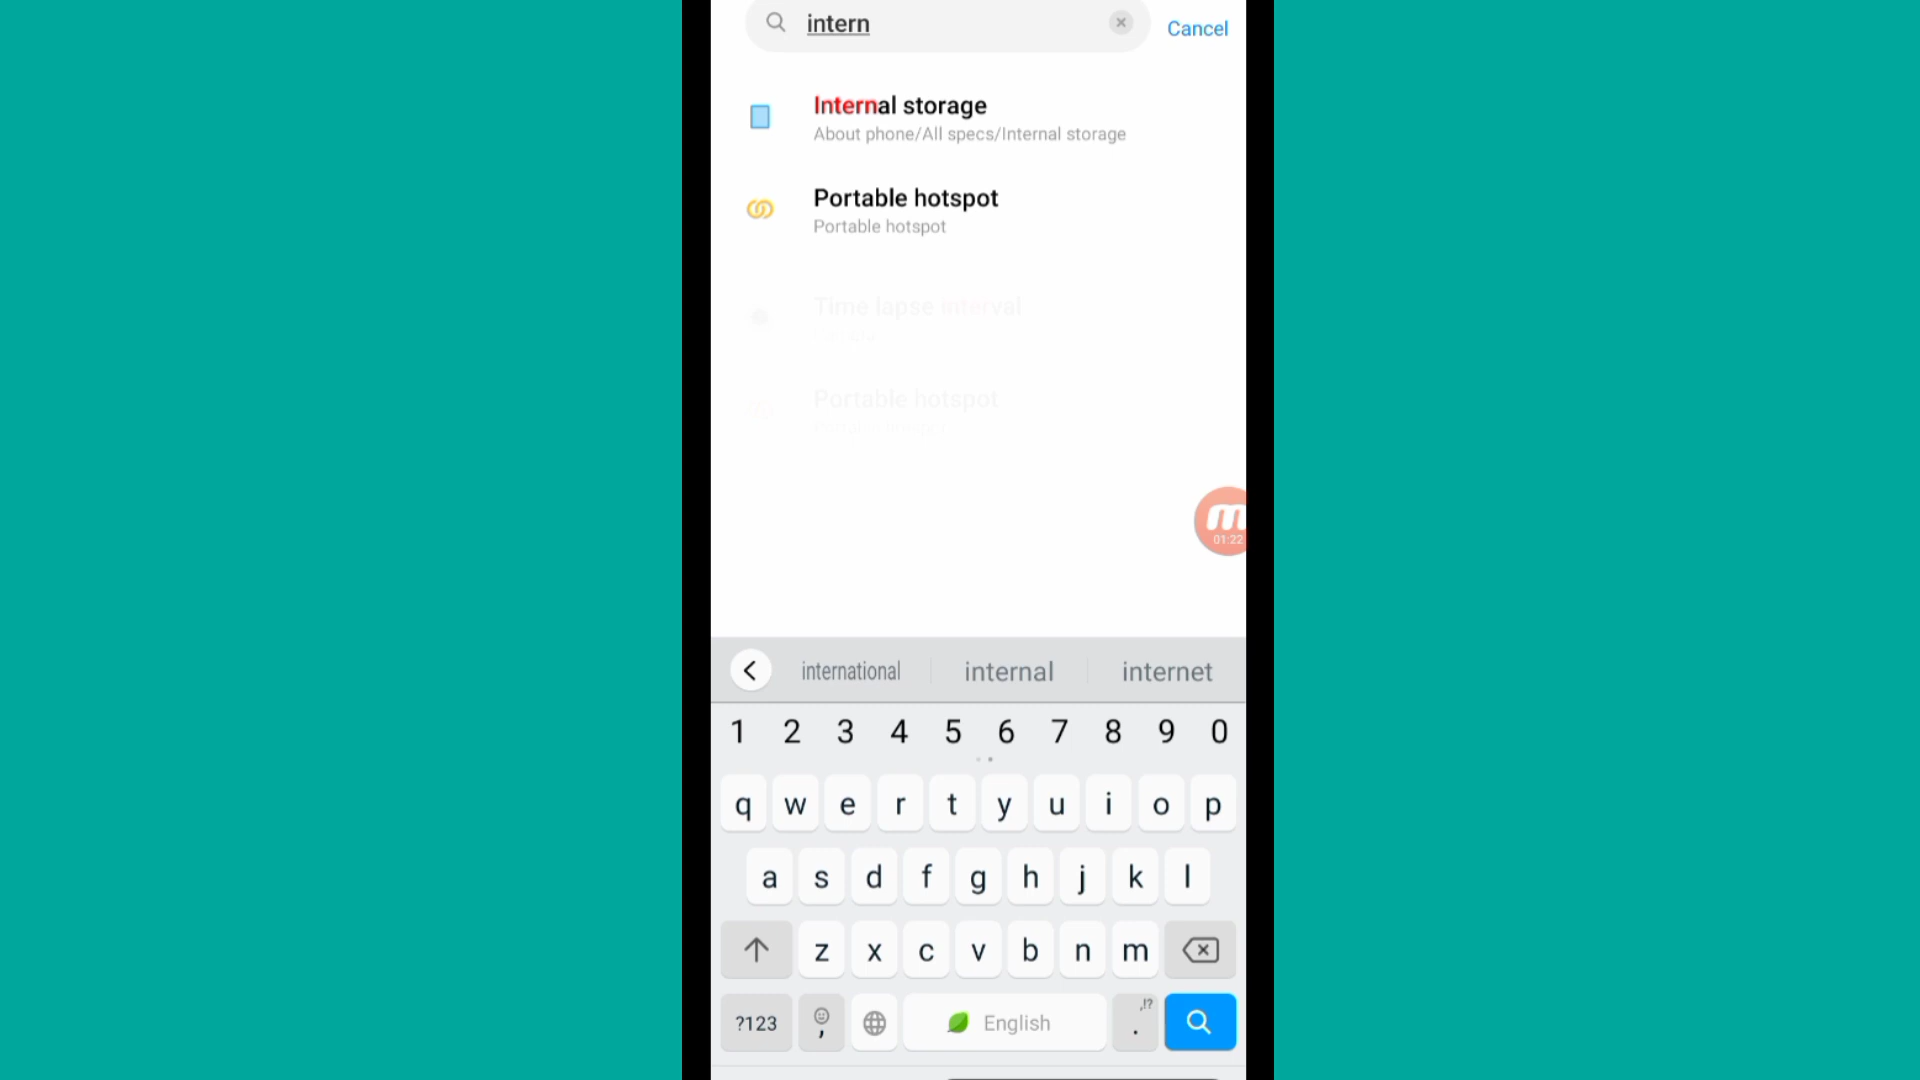 intern
Cancel
Internal storage
About phone/All specs/Internal storage
Portable hotspot
Portable hotspot
Time lapse interval
Portable hotspot
m
01:22
international internal internet
1 2 3 4 5 6 7 8 9 0
q w e r t y u i o p
a s d f g h j k l
z x c v b n m
,!?
?123 , English .